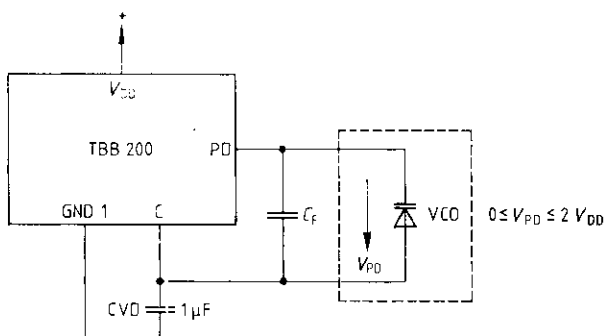 +
V_DD
TBB 200
PD
GND 1
C
C_F
V_PD
VCO
0 ≤ V_PD ≤ 2 V_DD
CVD
1 μF